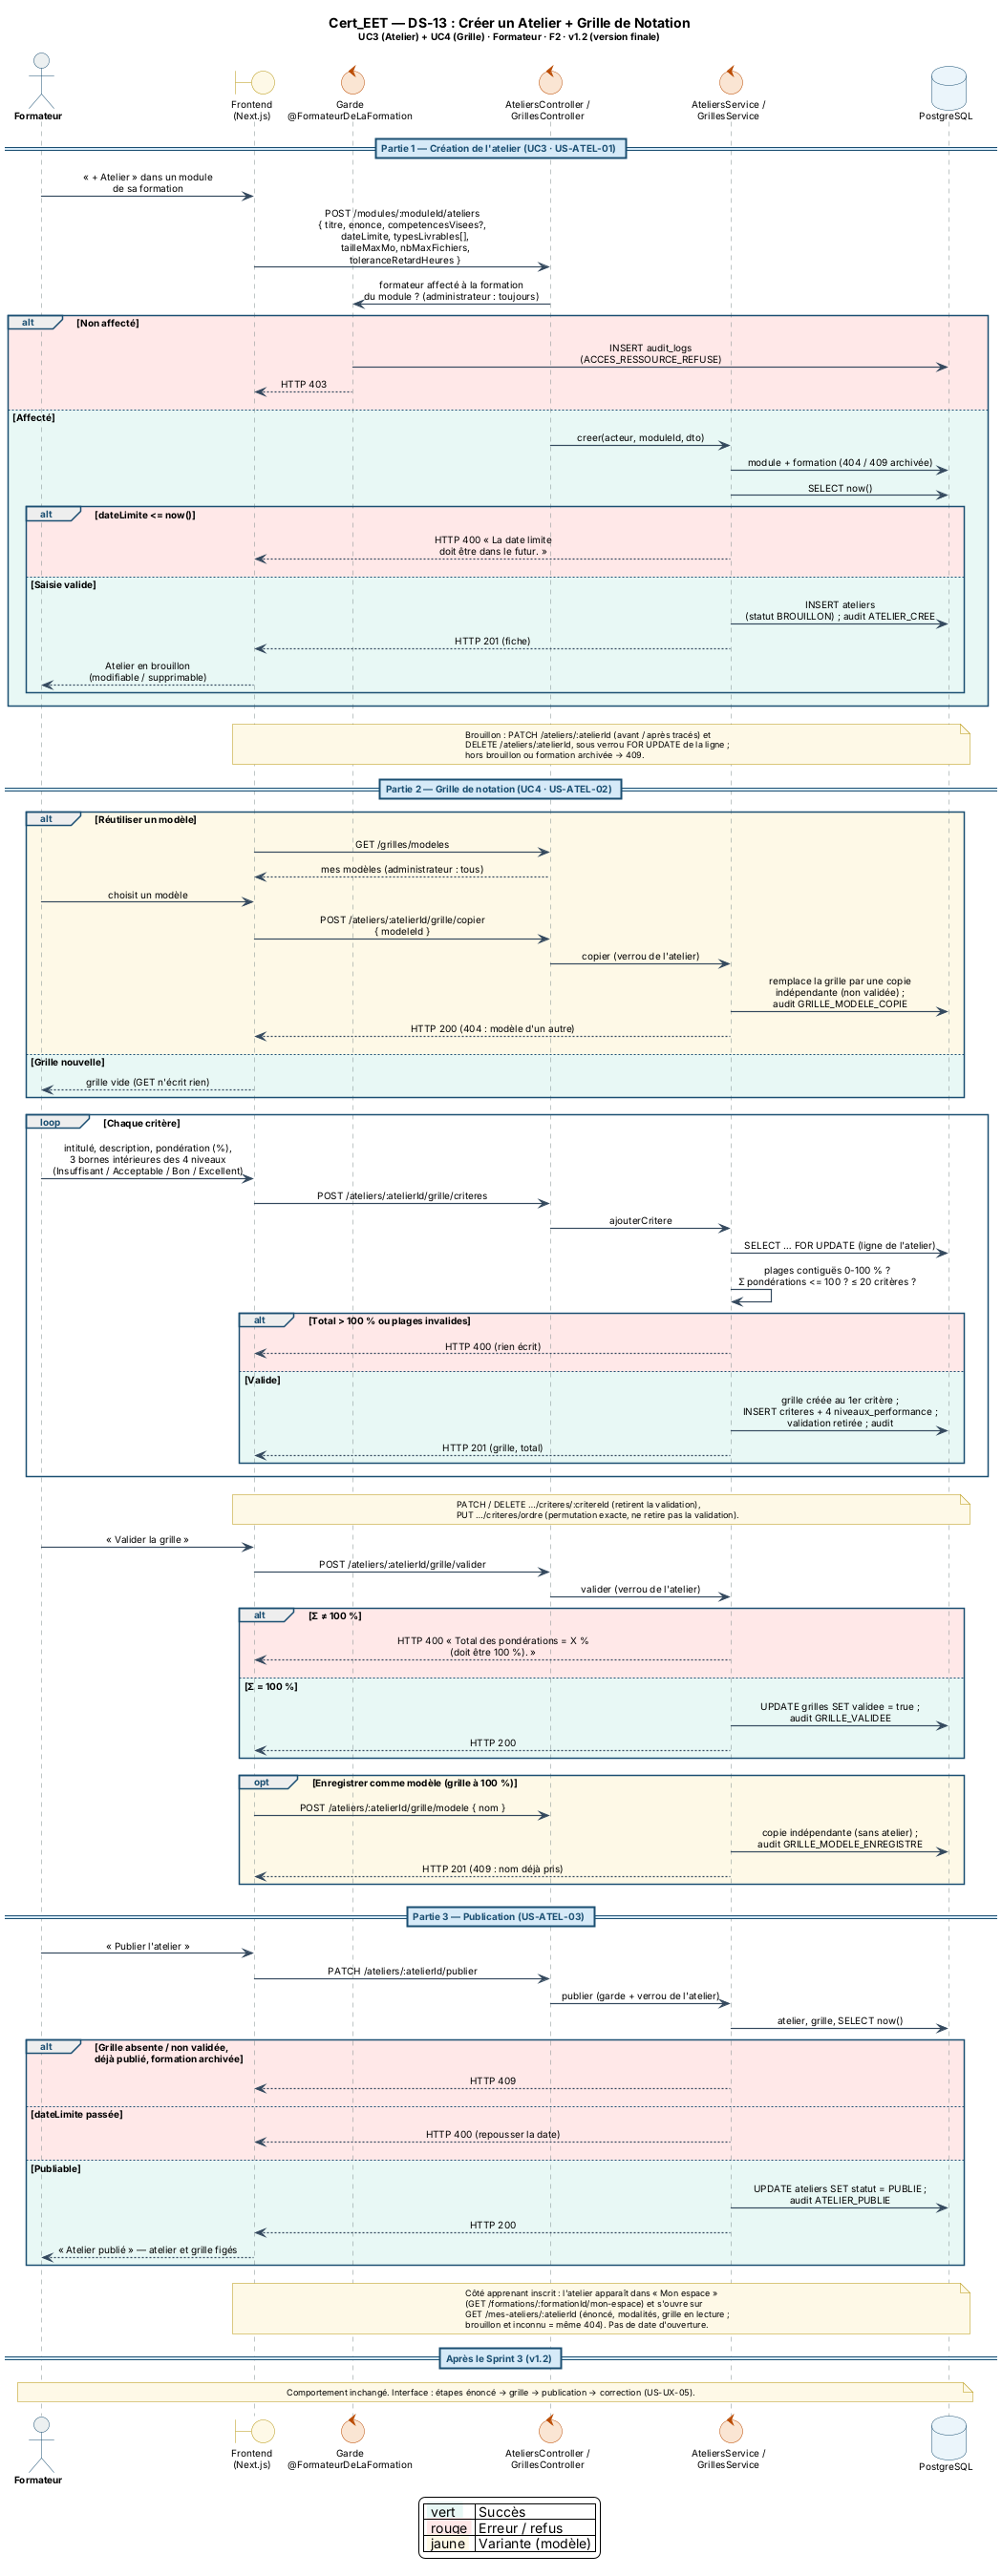 Cert_EET — DS-13 : Créer un Atelier + Grille de Notation
UC3 (Atelier) + UC4 (Grille) · Formateur · F2 · v1.2 (version finale)
Formateur
Frontend
(Next.js)
Garde
@FormateurDeLaFormation
AteliersController /
GrillesController
AteliersService /
GrillesService
PostgreSQL
Partie 1 — Création de l'atelier (UC3 · US-ATEL-01)
« + Atelier » dans un module
de sa formation
POST /modules/:moduleId/ateliers
{ titre, enonce, competencesVisees?,
dateLimite, typesLivrables[],
tailleMaxMo, nbMaxFichiers,
toleranceRetardHeures }
formateur affecté à la formation
du module ? (administrateur : toujours)
alt [Non affecté]
INSERT audit_logs
(ACCES_RESSOURCE_REFUSE)
HTTP 403
[Affecté]
creer(acteur, moduleId, dto)
module + formation (404 / 409 archivée)
SELECT now()
alt [dateLimite <= now()]
HTTP 400 « La date limite
doit être dans le futur. »
[Saisie valide]
INSERT ateliers
(statut BROUILLON) ; audit ATELIER_CREE
HTTP 201 (fiche)
Atelier en brouillon
(modifiable / supprimable)
Brouillon : PATCH /ateliers/:atelierId (avant / après tracés) et
DELETE /ateliers/:atelierId, sous verrou FOR UPDATE de la ligne ;
hors brouillon ou formation archivée → 409.
Partie 2 — Grille de notation (UC4 · US-ATEL-02)
alt [Réutiliser un modèle]
GET /grilles/modeles
mes modèles (administrateur : tous)
choisit un modèle
POST /ateliers/:atelierId/grille/copier
{ modeleId }
copier (verrou de l'atelier)
remplace la grille par une copie
indépendante (non validée) ;
audit GRILLE_MODELE_COPIE
HTTP 200 (404 : modèle d'un autre)
[Grille nouvelle]
grille vide (GET n'écrit rien)
loop [Chaque critère]
intitulé, description, pondération (%),
3 bornes intérieures des 4 niveaux
(Insuffisant / Acceptable / Bon / Excellent)
POST /ateliers/:atelierId/grille/criteres
ajouterCritere
SELECT ... FOR UPDATE (ligne de l'atelier)
plages contiguës 0-100 % ?
Σ pondérations <= 100 ? ≤ 20 critères ?
alt [Total > 100 % ou plages invalides]
HTTP 400 (rien écrit)
[Valide]
grille créée au 1er critère ;
INSERT criteres + 4 niveaux_performance ;
validation retirée ; audit
HTTP 201 (grille, total)
PATCH / DELETE .../criteres/:critereId (retirent la validation),
PUT .../criteres/ordre (permutation exacte, ne retire pas la validation).
« Valider la grille »
POST /ateliers/:atelierId/grille/valider
valider (verrou de l'atelier)
alt [Σ ≠ 100 %]
HTTP 400 « Total des pondérations = X %
(doit être 100 %). »
[Σ = 100 %]
UPDATE grilles SET validee = true ;
audit GRILLE_VALIDEE
HTTP 200
opt [Enregistrer comme modèle (grille à 100 %)]
POST /ateliers/:atelierId/grille/modele { nom }
copie indépendante (sans atelier) ;
audit GRILLE_MODELE_ENREGISTRE
HTTP 201 (409 : nom déjà pris)
Partie 3 — Publication (US-ATEL-03)
« Publier l'atelier »
PATCH /ateliers/:atelierId/publier
publier (garde + verrou de l'atelier)
atelier, grille, SELECT now()
alt [Grille absente / non validée,
déjà publié, formation archivée]
HTTP 409
[dateLimite passée]
HTTP 400 (repousser la date)
[Publiable]
UPDATE ateliers SET statut = PUBLIE ;
audit ATELIER_PUBLIE
HTTP 200
« Atelier publié » — atelier et grille figés
Côté apprenant inscrit : l'atelier apparaît dans « Mon espace »
(GET /formations/:formationId/mon-espace) et s'ouvre sur
GET /mes-ateliers/:atelierId (énoncé, modalités, grille en lecture ;
brouillon et inconnu = même 404). Pas de date d'ouverture.
Après le Sprint 3 (v1.2)
Comportement inchangé. Interface : étapes énoncé → grille → publication → correction (US-UX-05).
Formateur
Frontend
(Next.js)
Garde
@FormateurDeLaFormation
AteliersController /
GrillesController
AteliersService /
GrillesService
PostgreSQL
vert Succès
rouge Erreur / refus
jaune Variante (modèle)